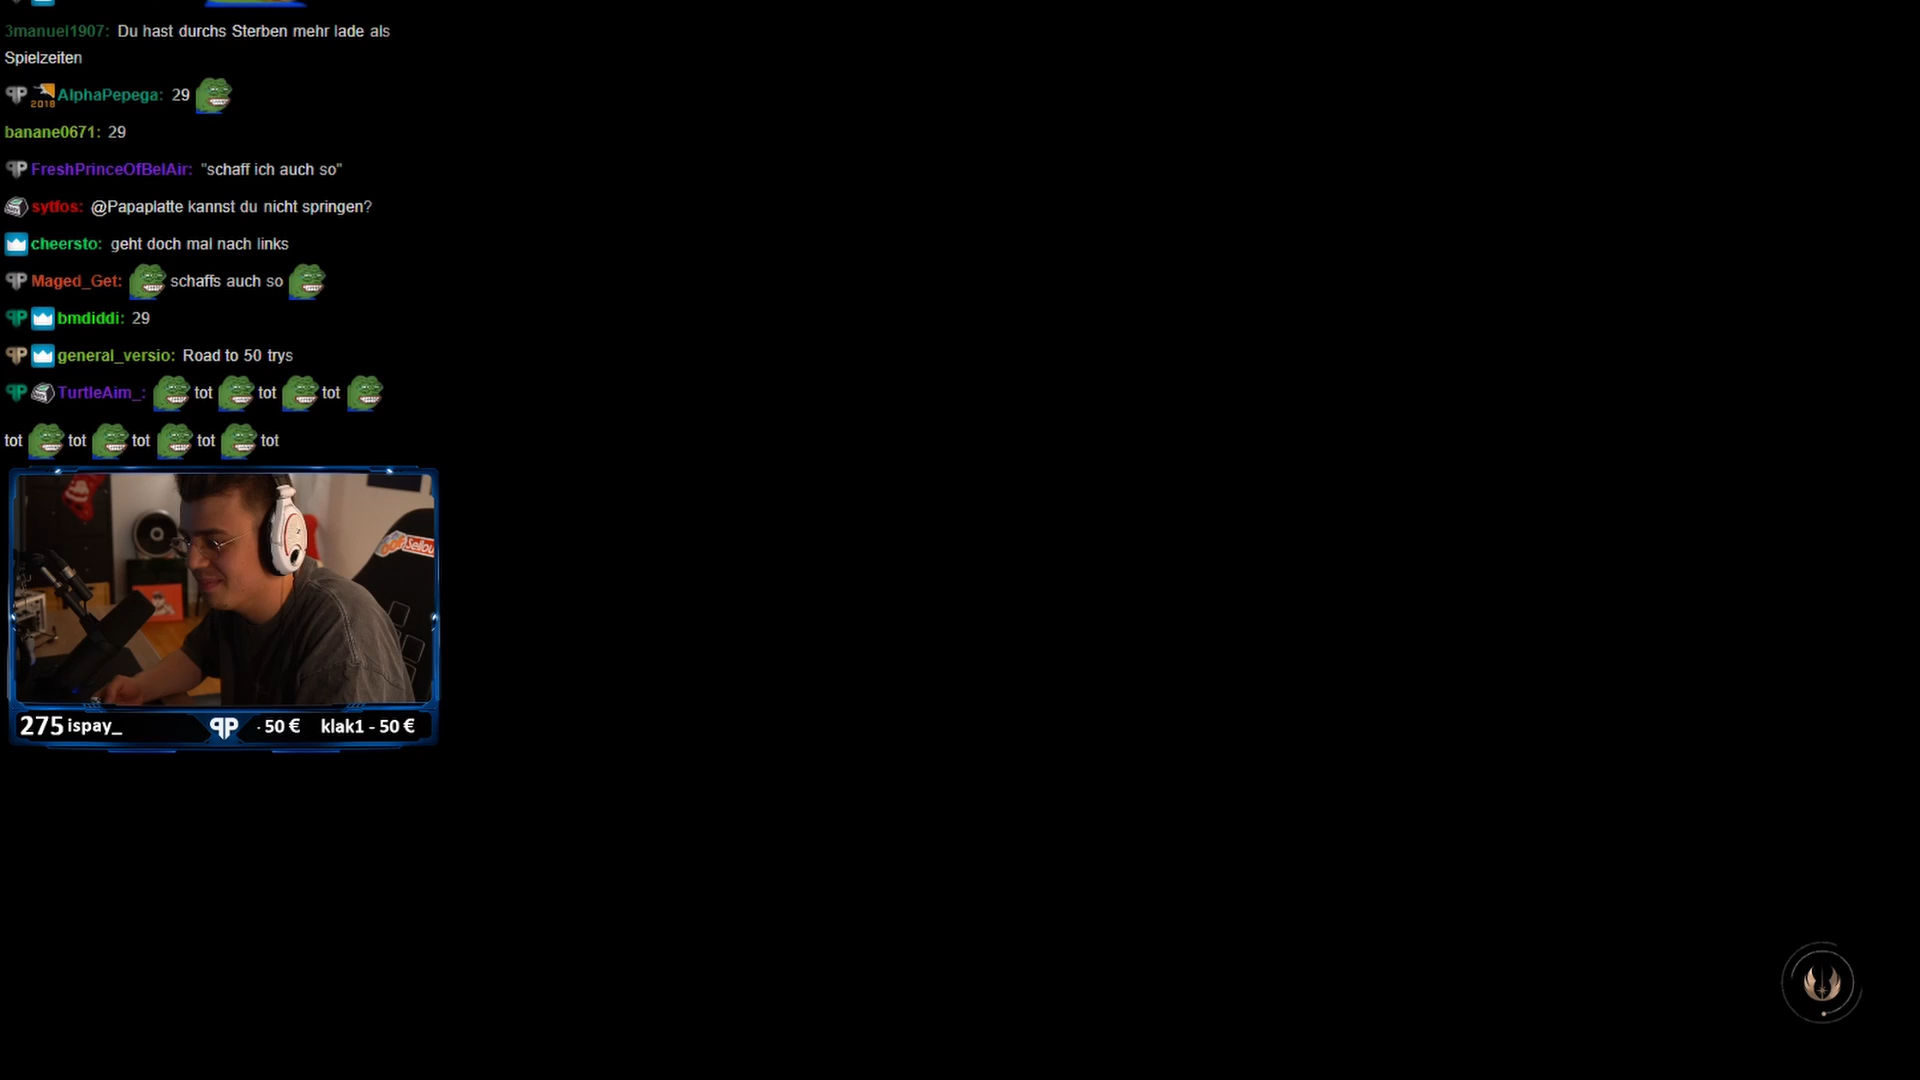 3manuel1907: Du hast durchs Sterben mehr lade als
Spielzeiten
2018 AlphaPepega: 29
banane0671: 29
FreshPrinceOfBelAir: "schaff ich auch so"
sytfos: @Papaplatte kannst du nicht springen?
cheersto: geht doch mal nach links
Maged_Get: schaffs auch so
bmdiddi: 29
general_versio: Road to 50 trys
TurtleAim_: tot tot tot
tot tot tot tot tot
Sellou
275 ispay_ PP - 50 € klak1 - 50 €